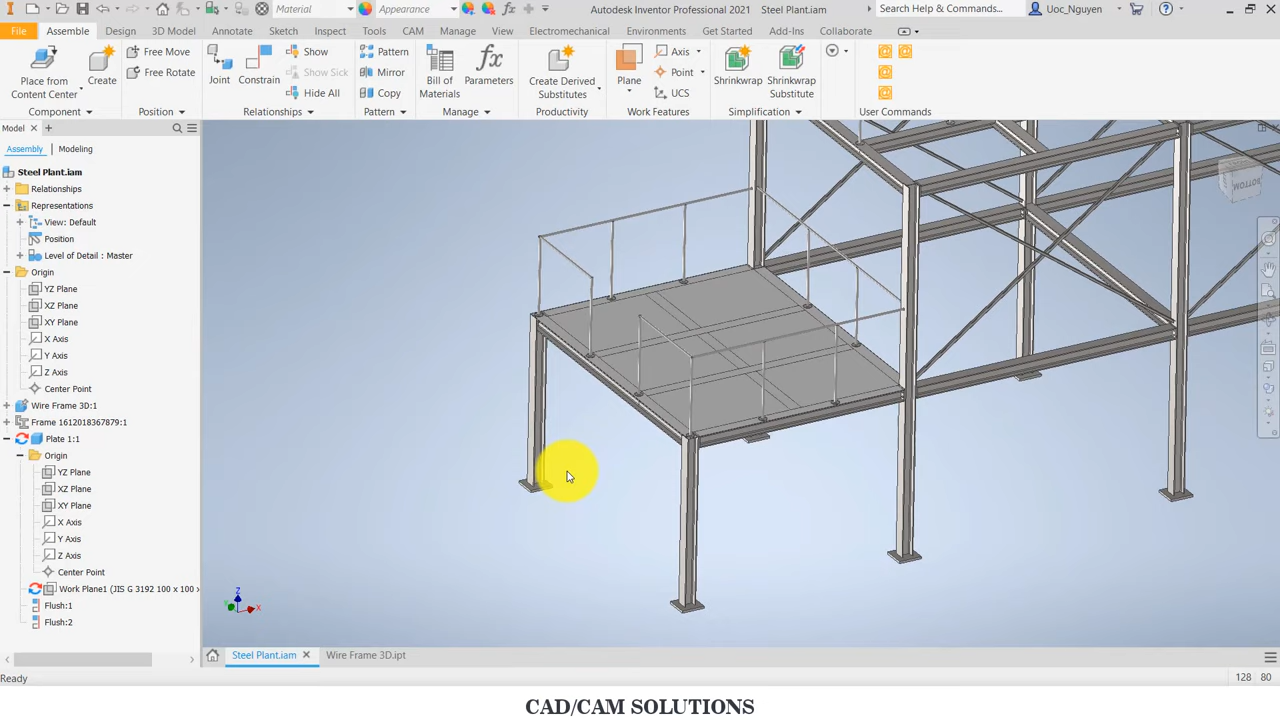 Material Appearance Autodesk Inventor Professional 2021 Steel Plant.iam Search Help & Commands... Uoc_Nguyen
File Assemble Design 3D Model Annotate Sketch Inspect Tools CAM Manage View Electromechanical Environments Get Started Add-Ins Collaborate
Place from Content Center
Create
Free Move
Free Rotate
Joint
Constrain
Show
Show Sick
Hide All
Pattern
Mirror
Copy
Bill of Materials
Parameters
Create Derived Substitutes
Plane
Axis
Point
UCS
Shrinkwrap
Shrinkwrap Substitute
Component Position Relationships Pattern Manage Productivity Work Features Simplification User Commands
Model
Assembly Modeling
Steel Plant.iam
Relationships
Representations
View: Default
Position
Level of Detail : Master
Origin
YZ Plane
XZ Plane
XY Plane
X Axis
Y Axis
Z Axis
Center Point
Wire Frame 3D:1
Frame 1612018367879:1
Plate 1:1
Origin
YZ Plane
XZ Plane
XY Plane
X Axis
Y Axis
Z Axis
Center Point
Work Plane1 (JIS G 3192 100 x 100 x
Flush:1
Flush:2
BOTTOM
Z
Y
X
Steel Plant.iam Wire Frame 3D.ipt
Ready 128 80
CAD/CAM SOLUTIONS